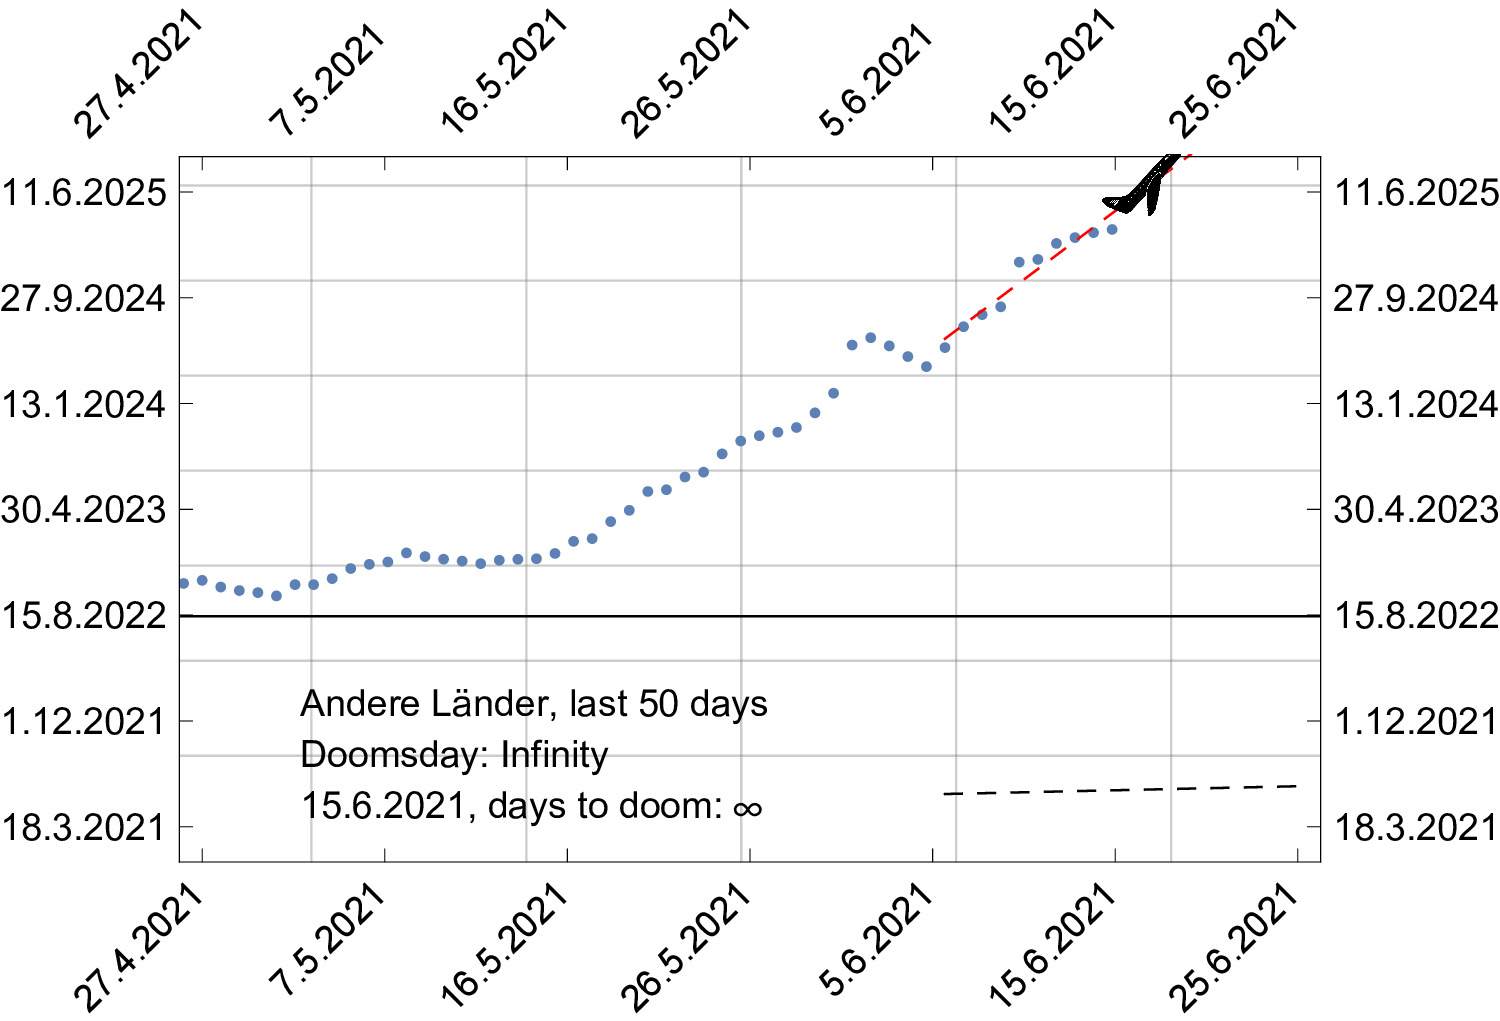 27.4.2021 7.5.2021 16.5.2021 26.5.2021 5.6.2021 15.6.2021 25.6.2021
11.6.2025 11.6.2025
27.9.2024 27.9.2024
13.1.2024 13.1.2024
30.4.2023 30.4.2023
15.8.2022 15.8.2022
Andere Länder, last 50 days
1.12.2021 1.12.2021
Doomsday: Infinity
15.6.2021, days to doom: ∞
18.3.2021 18.3.2021
27.4.2021 7.5.2021 16.5.2021 26.5.2021 5.6.2021 15.6.2021 25.6.2021